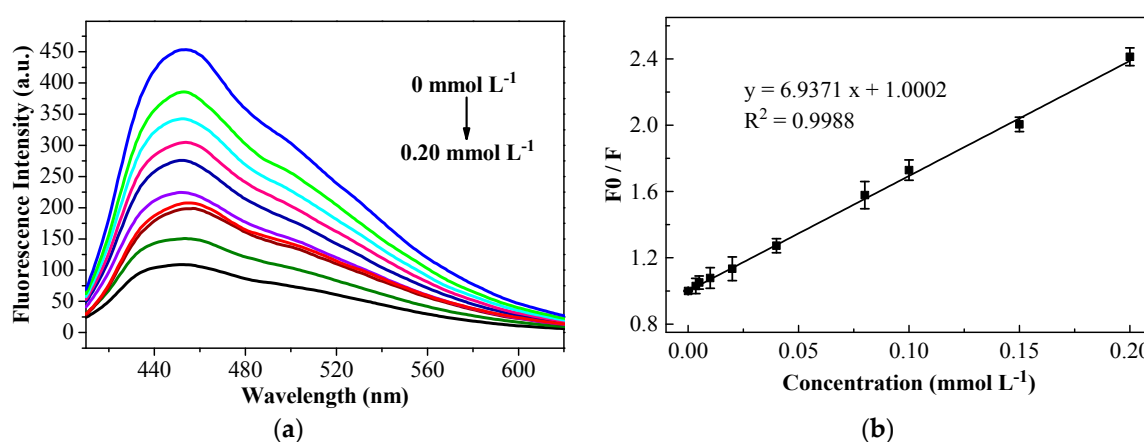 450
400
350
300
250
200
150
100
50
0
Fluorescence Intensity (a.u.)
0 mmol L⁻¹
0.20 mmol L⁻¹
440 480 520 560 600
Wavelength (nm)
(a)
2.4
2.0
1.6
1.2
0.8
F0 / F
y = 6.9371 x + 1.0002
R² = 0.9988
0.00 0.05 0.10 0.15 0.20
Concentration (mmol L⁻¹)
(b)